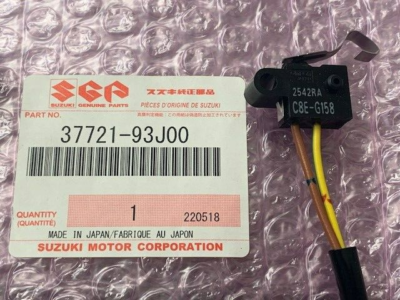 SGP
スズキ純正部品
SUZUKI GENUINE PARTS
PIÈCES D'ORIGINE DE SUZUKI
PART NO.
37721-93J00
QUANTITY
(QUANTITÉ)
1
220518
MADE IN JAPAN/FABRIQUE AU JAPON
SUZUKI MOTOR CORPORATION
2542RA
C8E-G158